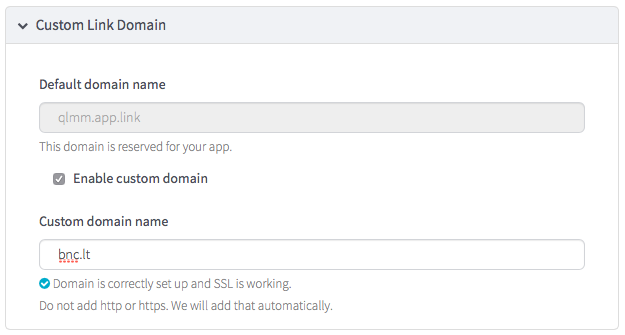 Custom Link Domain
Default domain name
qlmm.app.link
This domain is reserved for your app.
Enable custom domain
Custom domain name
bnc.lt
Domain is correctly set up and SSL is working.
Do not add http or https. We will add that automatically.